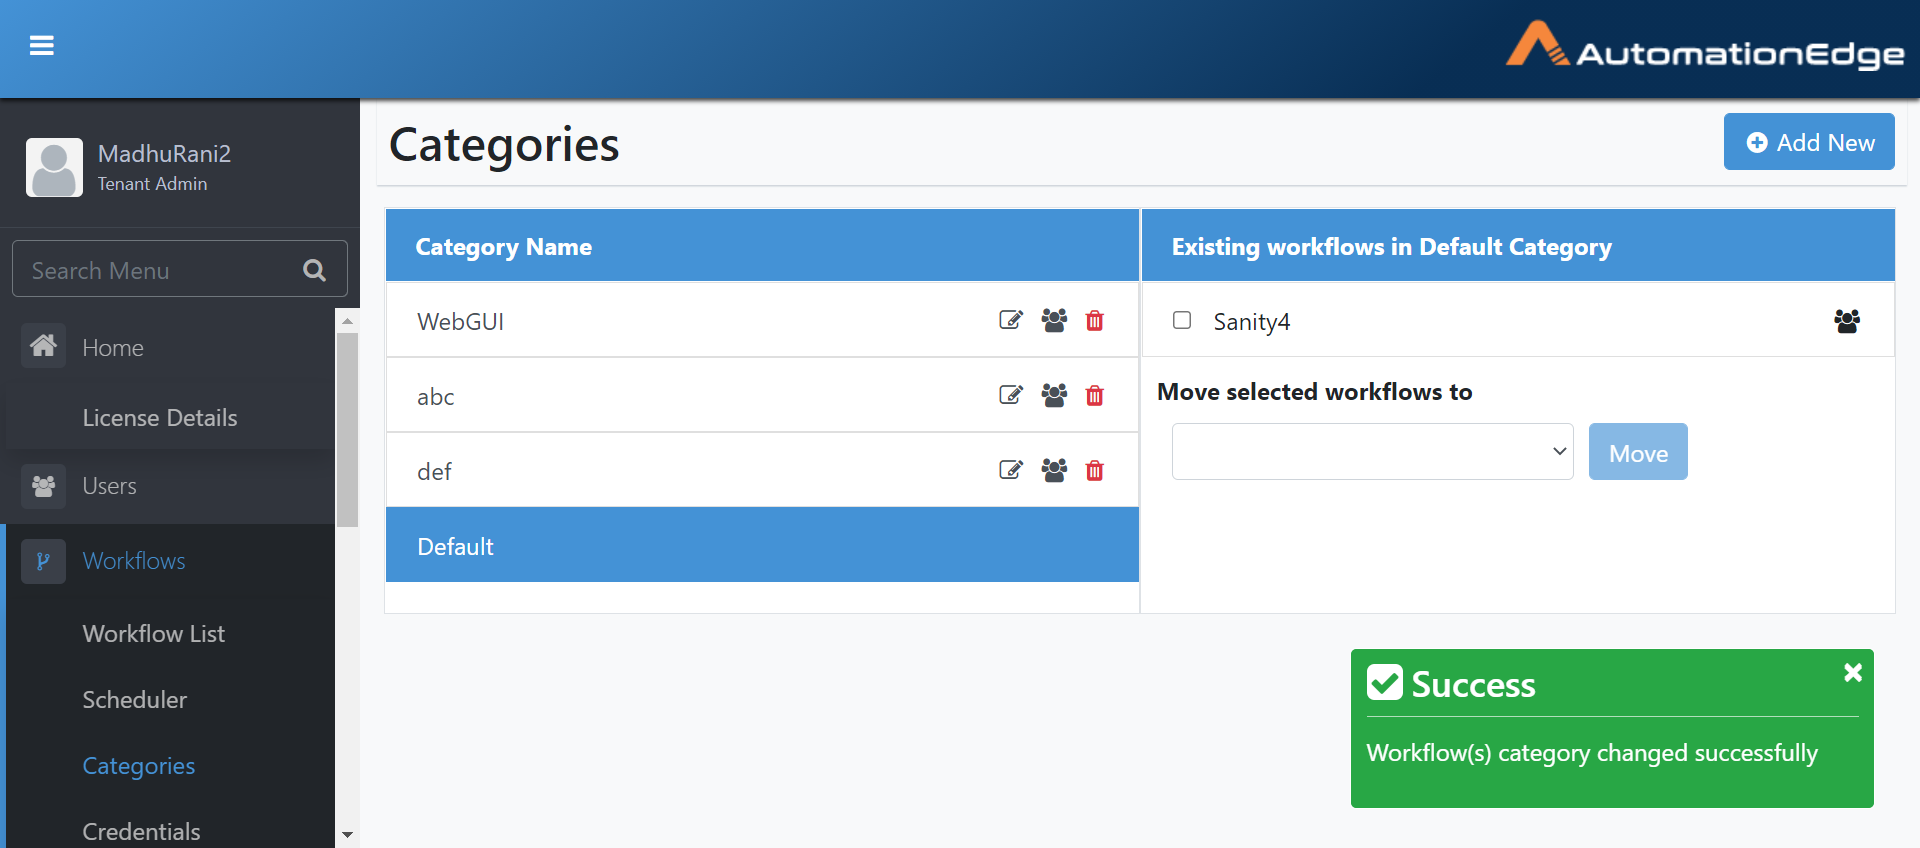 AutomationEdge
MadhuRani2
Tenant Admin
Search Menu
Home
License Details
Users
Workflows
Workflow List
Scheduler
Categories
Credentials
Categories
Add New
Category Name
WebGUI
abc
def
Default
Existing workflows in Default Category
Sanity4
Move selected workflows to
Move
Success
Workflow(s) category changed successfully